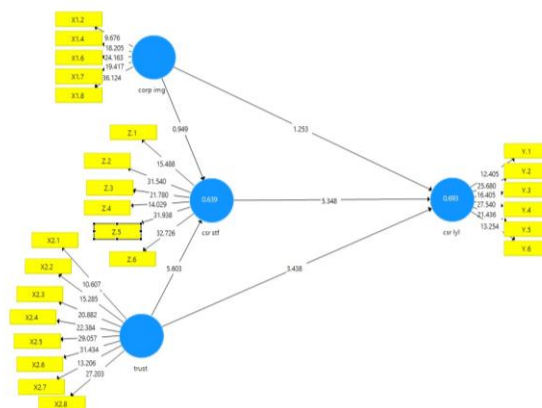 X1.2
X1.4
X1.6
X1.7
X1.8
9.676
18.205
24.163
19.417
36.124
corp img
0.949
1.253
Z.1
Z.2
Z.3
Z.4
Z.5
Z.6
15.488
31.540
21.780
14.029
31.938
32.726
0.639
csr stf
5.348
0.693
csr lyl
12.405
25.680
16.405
27.540
21.436
13.254
Y.1
Y.2
Y.3
Y.4
Y.5
Y.6
5.603
3.438
X2.1
X2.2
X2.3
X2.4
X2.5
X2.6
X2.7
X2.8
10.607
15.285
20.882
22.384
29.057
31.434
13.206
27.203
trust